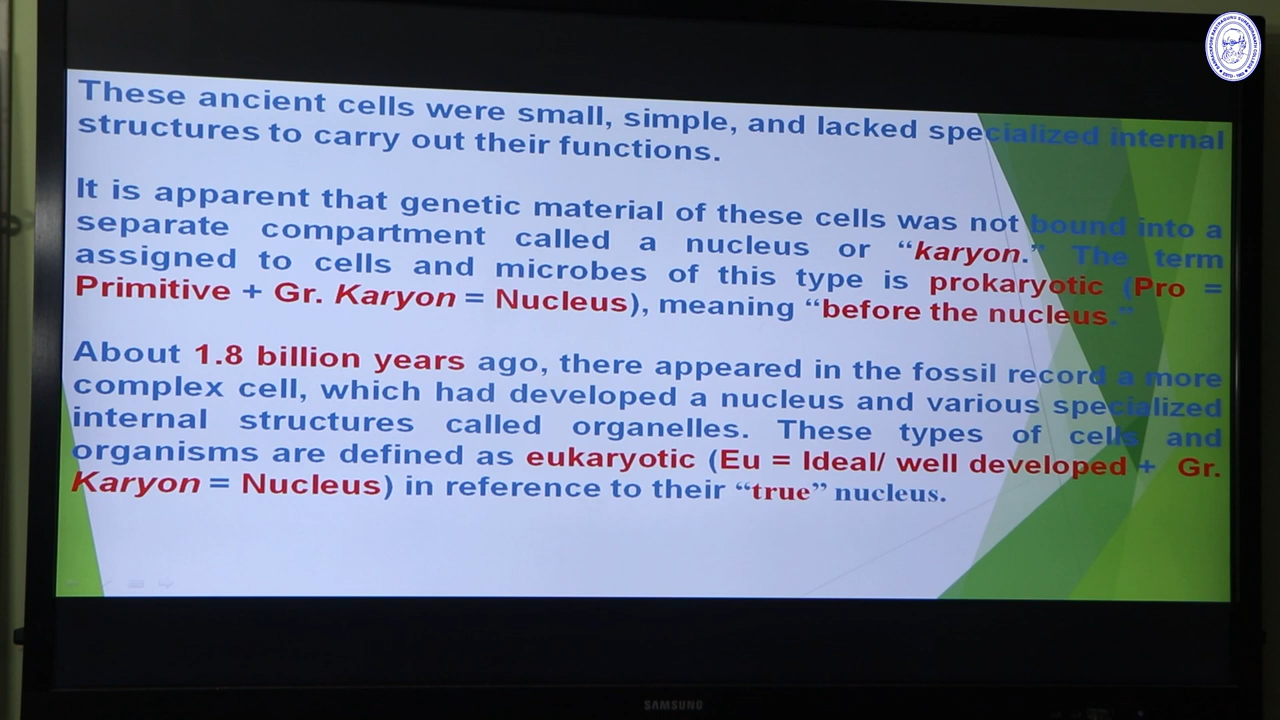 These ancient cells were small, simple, and lacked specialized internal
structures to carry out their functions.
It is apparent that genetic material of these cells was not bound into a
separate compartment called a nucleus or “karyon.” The term
assigned to cells and microbes of this type is prokaryotic (Pro =
Primitive + Gr. Karyon = Nucleus), meaning “before the nucleus.”
About 1.8 billion years ago, there appeared in the fossil record a more
complex cell, which had developed a nucleus and various specialized
internal structures called organelles. These types of cells and
organisms are defined as eukaryotic (Eu = Ideal/ well developed + Gr.
Karyon = Nucleus) in reference to their “true” nucleus.
SAMSUNG